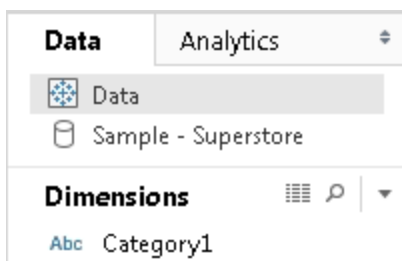 Data Analytics
Data
Sample - Superstore
Dimensions
Abc Category1